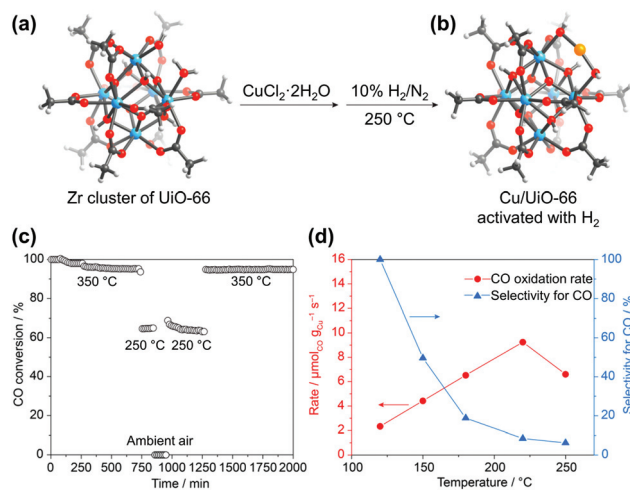 (a)
(b)
CuCl2·2H2O
10% H2/N2
250 °C
Zr cluster of UiO-66
Cu/UiO-66
activated with H2
(c)
(d)
CO conversion / %
100
80
60
40
20
0
350 °C
350 °C
250 °C
250 °C
Ambient air
0 250 500 750 1000 1250 1500 1750 2000
Time / min
Rate / μmolCO gCu−1 s−1
16
14
12
10
8
6
4
2
0
CO oxidation rate
Selectivity for CO
100
80
60
40
20
0
Selectivity for CO / %
100 150 200 250
Temperature / °C